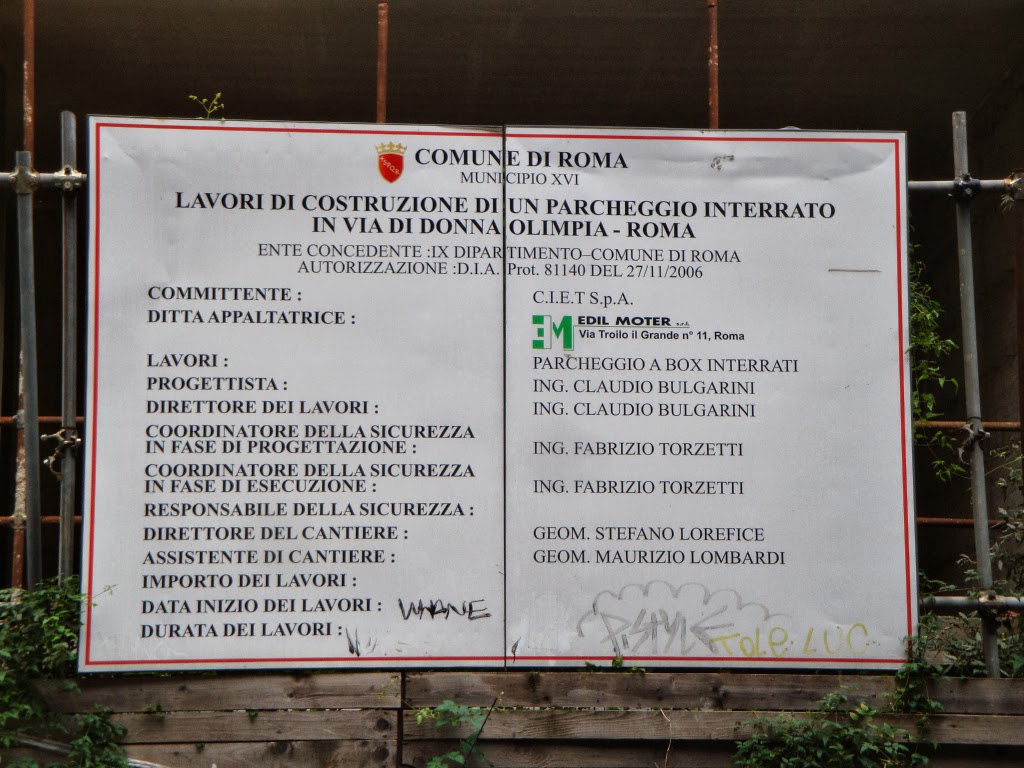 COMUNE DI ROMA
MUNICIPIO XVI
LAVORI DI COSTRUZIONE DI UN PARCHEGGIO INTERRATO
IN VIA DI DONNA OLIMPIA - ROMA
ENTE CONCEDENTE :IX DIPARTIMENTO–COMUNE DI ROMA
AUTORIZZAZIONE :D.I.A. Prot. 81140 DEL 27/11/2006
COMMITTENTE : C.I.E.T S.p.A.
DITTA APPALTATRICE : EM EDIL MOTER s.r.l.
Via Troilo il Grande n° 11, Roma
LAVORI : PARCHEGGIO A BOX INTERRATI
PROGETTISTA : ING. CLAUDIO BULGARINI
DIRETTORE DEI LAVORI : ING. CLAUDIO BULGARINI
COORDINATORE DELLA SICUREZZA
IN FASE DI PROGETTAZIONE : ING. FABRIZIO TORZETTI
COORDINATORE DELLA SICUREZZA
IN FASE DI ESECUZIONE : ING. FABRIZIO TORZETTI
RESPONSABILE DELLA SICUREZZA :
DIRETTORE DEL CANTIERE : GEOM. STEFANO LOREFICE
ASSISTENTE DI CANTIERE : GEOM. MAURIZIO LOMBARDI
IMPORTO DEI LAVORI :
DATA INIZIO DEI LAVORI :
DURATA DEI LAVORI :
TOLE LUC